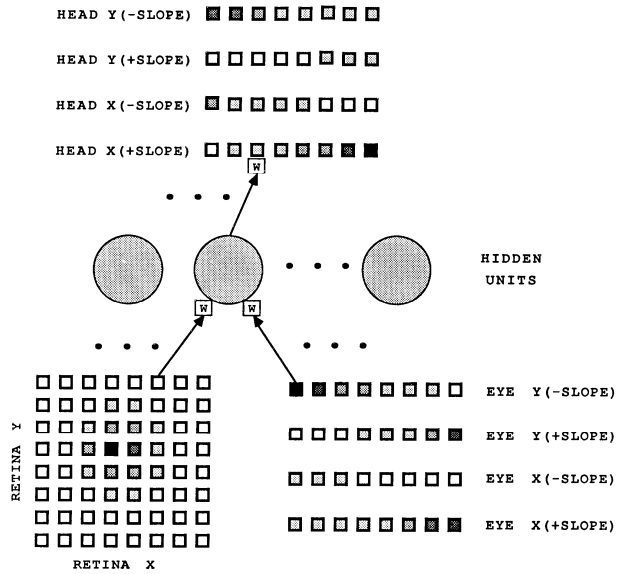 HEAD Y(-SLOPE)
HEAD Y(+SLOPE)
HEAD X(-SLOPE)
HEAD X(+SLOPE)
W
HIDDEN
UNITS
W W
RETINA Y
EYE Y(-SLOPE)
EYE Y(+SLOPE)
EYE X(-SLOPE)
EYE X(+SLOPE)
RETINA X